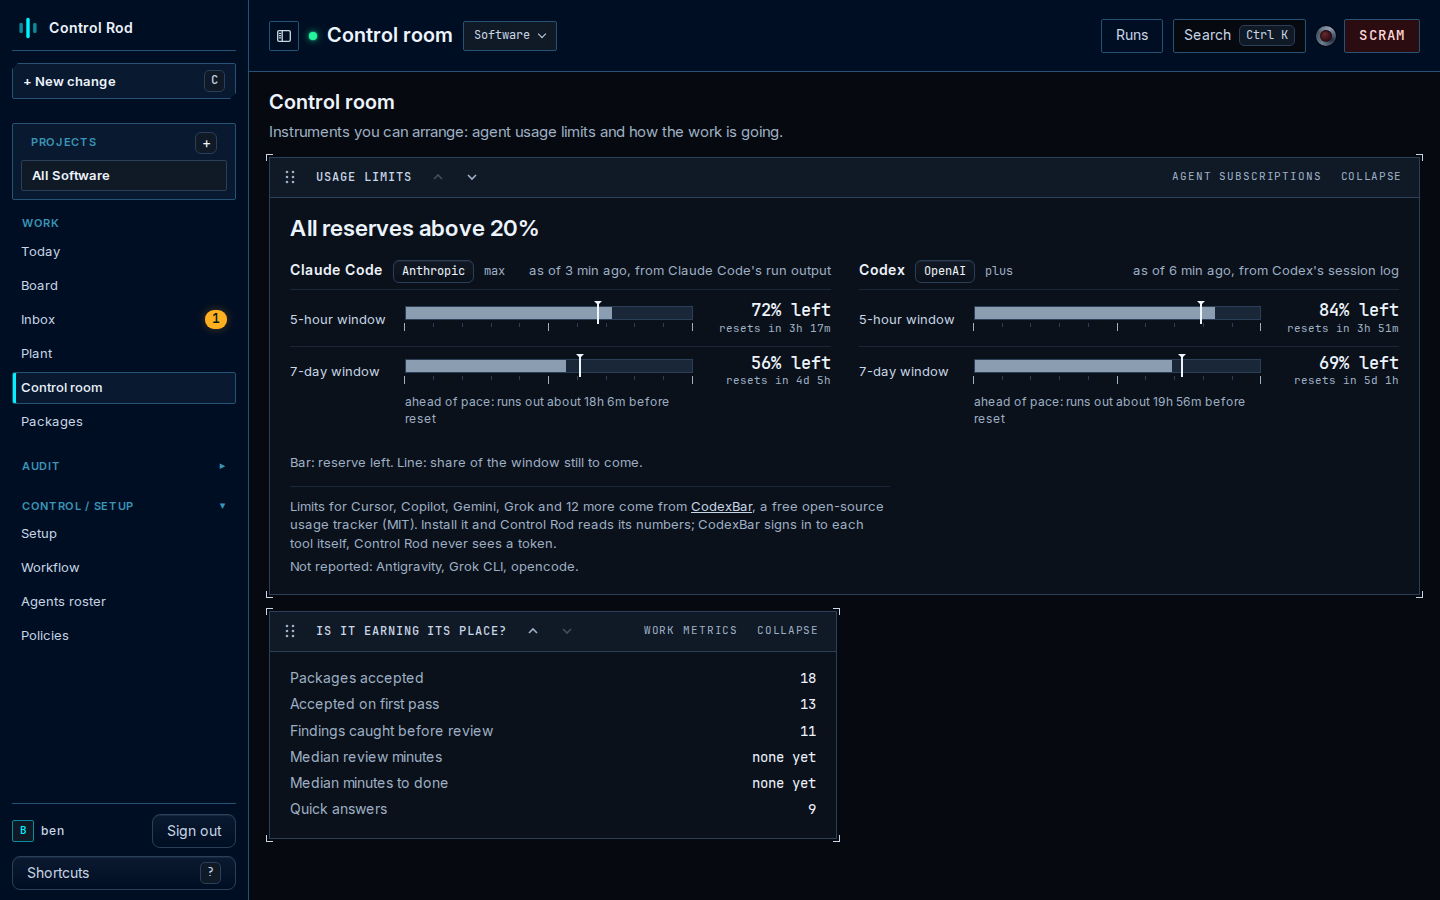 Control Rod
+ New change C
PROJECTS +
All Software
WORK
Today
Board
Inbox 1
Plant
Control room
Packages
AUDIT
CONTROL / SETUP
Setup
Workflow
Agents roster
Policies
B ben Sign out
Shortcuts ?
Control room Software Runs Search Ctrl K SCRAM
Control room
Instruments you can arrange: agent usage limits and how the work is going.
USAGE LIMITS AGENT SUBSCRIPTIONS COLLAPSE
All reserves above 20%
Claude Code Anthropic max as of 3 min ago, from Claude Code's run output
5-hour window 72% left
resets in 3h 17m
7-day window 56% left
resets in 4d 5h
ahead of pace: runs out about 18h 6m before
reset
Codex OpenAI plus as of 6 min ago, from Codex's session log
5-hour window 84% left
resets in 3h 51m
7-day window 69% left
resets in 5d 1h
ahead of pace: runs out about 19h 56m before
reset
Bar: reserve left. Line: share of the window still to come.
Limits for Cursor, Copilot, Gemini, Grok and 12 more come from CodexBar, a free open-source
usage tracker (MIT). Install it and Control Rod reads its numbers; CodexBar signs in to each
tool itself, Control Rod never sees a token.
Not reported: Antigravity, Grok CLI, opencode.
IS IT EARNING ITS PLACE? WORK METRICS COLLAPSE
Packages accepted 18
Accepted on first pass 13
Findings caught before review 11
Median review minutes none yet
Median minutes to done none yet
Quick answers 9